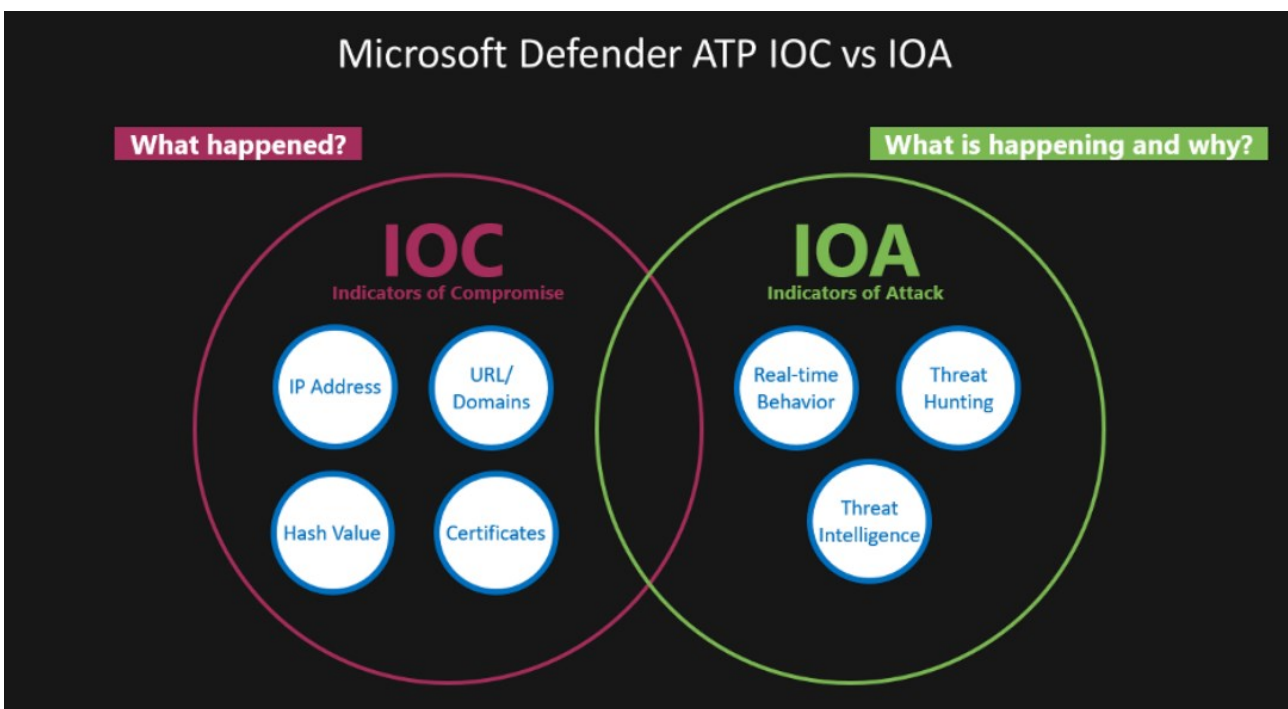 Microsoft Defender ATP IOC vs IOA
What happened?
What is happening and why?
IOC
Indicators of Compromise
IP Address
URL/
Domains
Hash Value
Certificates
IOA
Indicators of Attack
Real-time
Behavior
Threat
Hunting
Threat
Intelligence